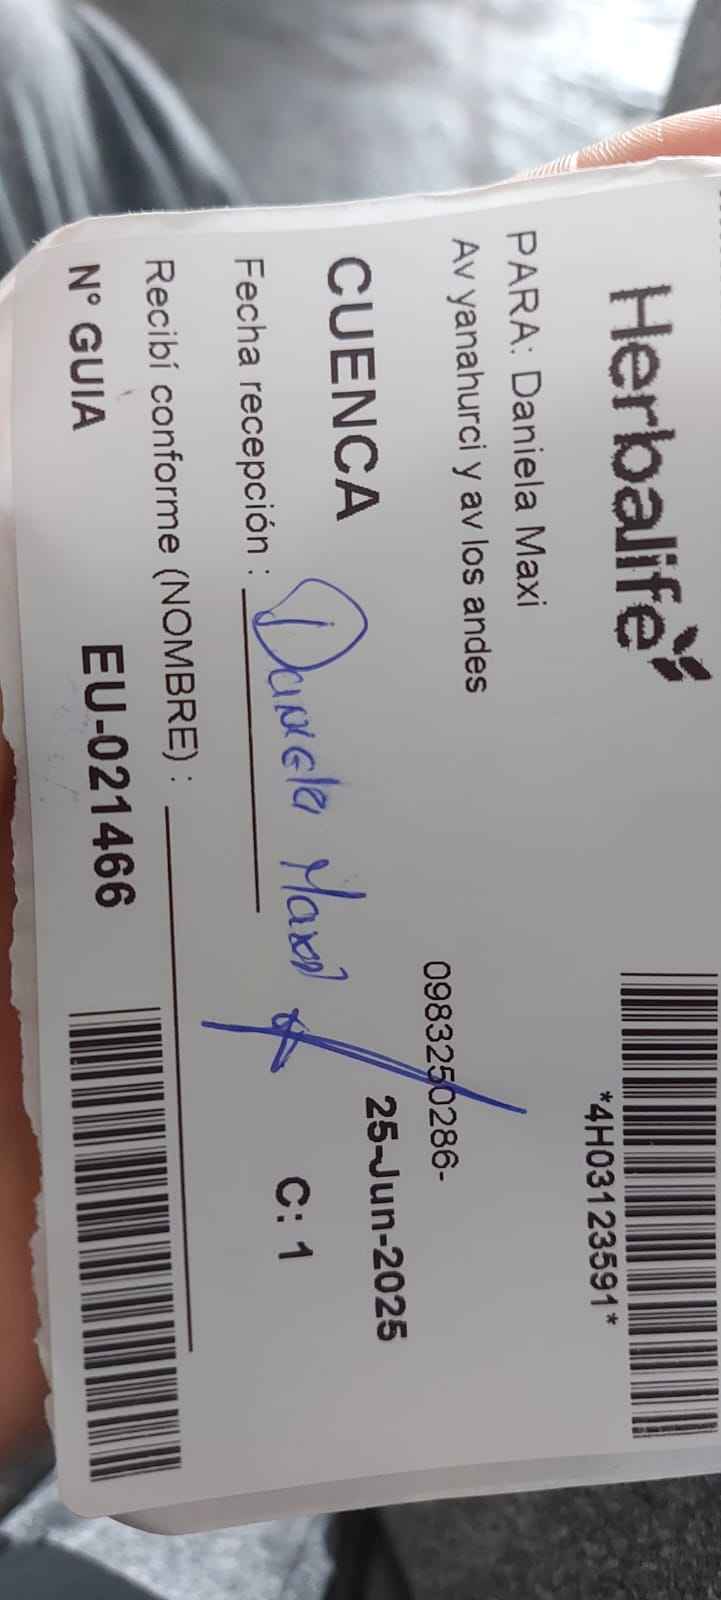 Herbalife
*4H03123591*
PARA: Daniela Maxi
Av yanahurci y av los andes
0983250286-
CUENCA
25-Jun-2025
Fecha recepción :
Daniela Maxi
C: 1
Recibí conforme (NOMBRE) :
N° GUIA EU-021466